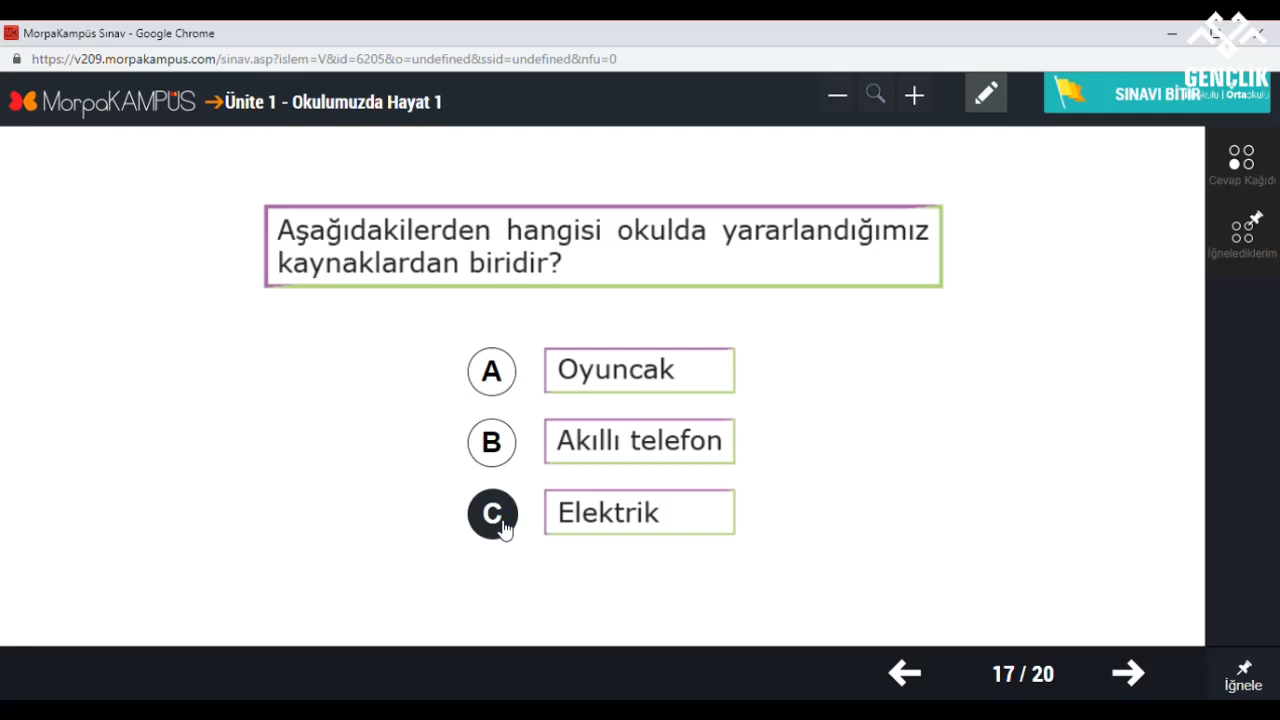 MorpaKampüs Sınav - Google Chrome
https://v209.morpakampus.com/sinav.asp?islem=V&id=6205&o=undefined&ssid=undefined&nfu=0
GENÇLİK
MorpaKAMPÜS
Ünite 1 - Okulumuzda Hayat 1
SINAVI BİTİR
okulu | Ortaokulu
Cevap Kağıdı
İğnelediklerim
Aşağıdakilerden hangisi okulda yararlandığımız
kaynaklardan biridir?
A Oyuncak
B Akıllı telefon
C Elektrik
17 / 20
İğnele